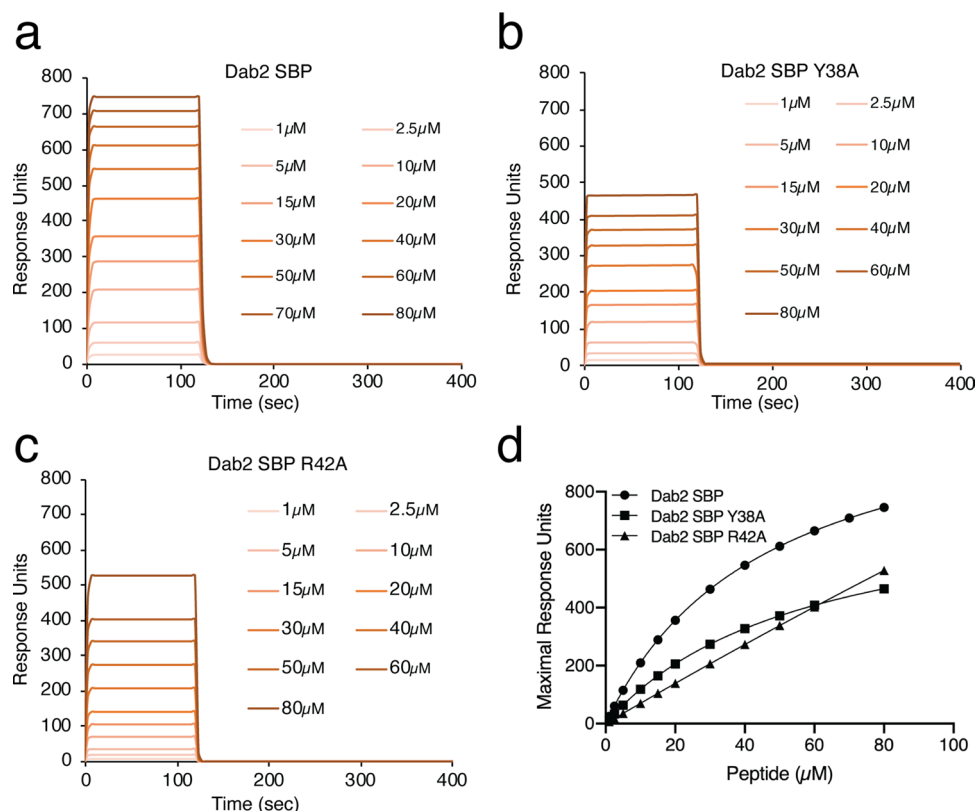 a
Dab2 SBP
800
700
600
500
400
300
200
100
0
Response Units
1µM 2.5µM
5µM 10µM
15µM 20µM
30µM 40µM
50µM 60µM
70µM 80µM
0 100 200 300 400
Time (sec)
b
Dab2 SBP Y38A
800
700
600
500
400
300
200
100
0
Response Units
1µM 2.5µM
5µM 10µM
15µM 20µM
30µM 40µM
50µM 60µM
80µM
0 100 200 300 400
Time (sec)
c
Dab2 SBP R42A
800
700
600
500
400
300
200
100
0
Response Units
1µM 2.5µM
5µM 10µM
15µM 20µM
30µM 40µM
50µM 60µM
80µM
0 100 200 300 400
Time (sec)
d
800
600
400
200
0
Maximal Response Units
Dab2 SBP
Dab2 SBP Y38A
Dab2 SBP R42A
0 20 40 60 80 100
Peptide (µM)